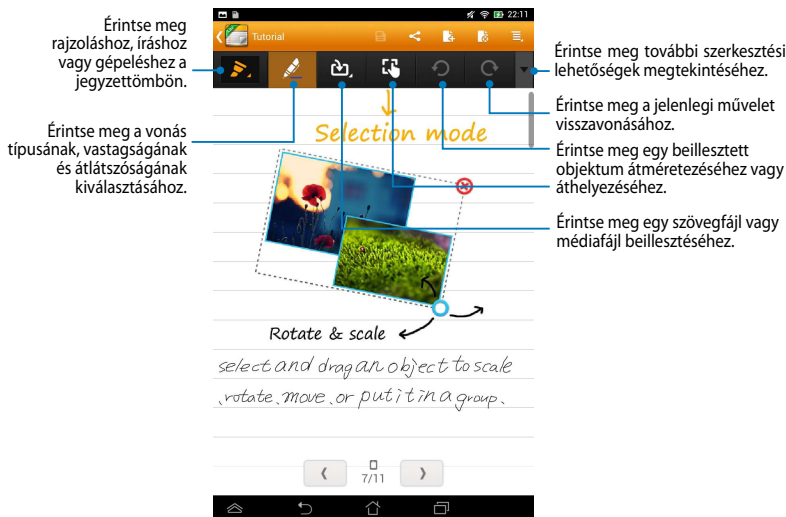 Érintse meg
rajzoláshoz, íráshoz
vagy gépeléshez a
jegyzettömbön.
Érintse meg a vonás
típusának, vastagságának
és átlátszóságának
kiválasztásához.
22:11
Tutorial
Selection mode
Rotate & scale
select and drag an object to scale
, rotate, move, or put it in a group.
7/11
Érintse meg további szerkesztési
lehetőségek megtekintéséhez.
Érintse meg a jelenlegi művelet
visszavonásához.
Érintse meg egy beillesztett
objektum átméretezéséhez vagy
áthelyezéséhez.
Érintse meg egy szövegfájl vagy
médiafájl beillesztéséhez.